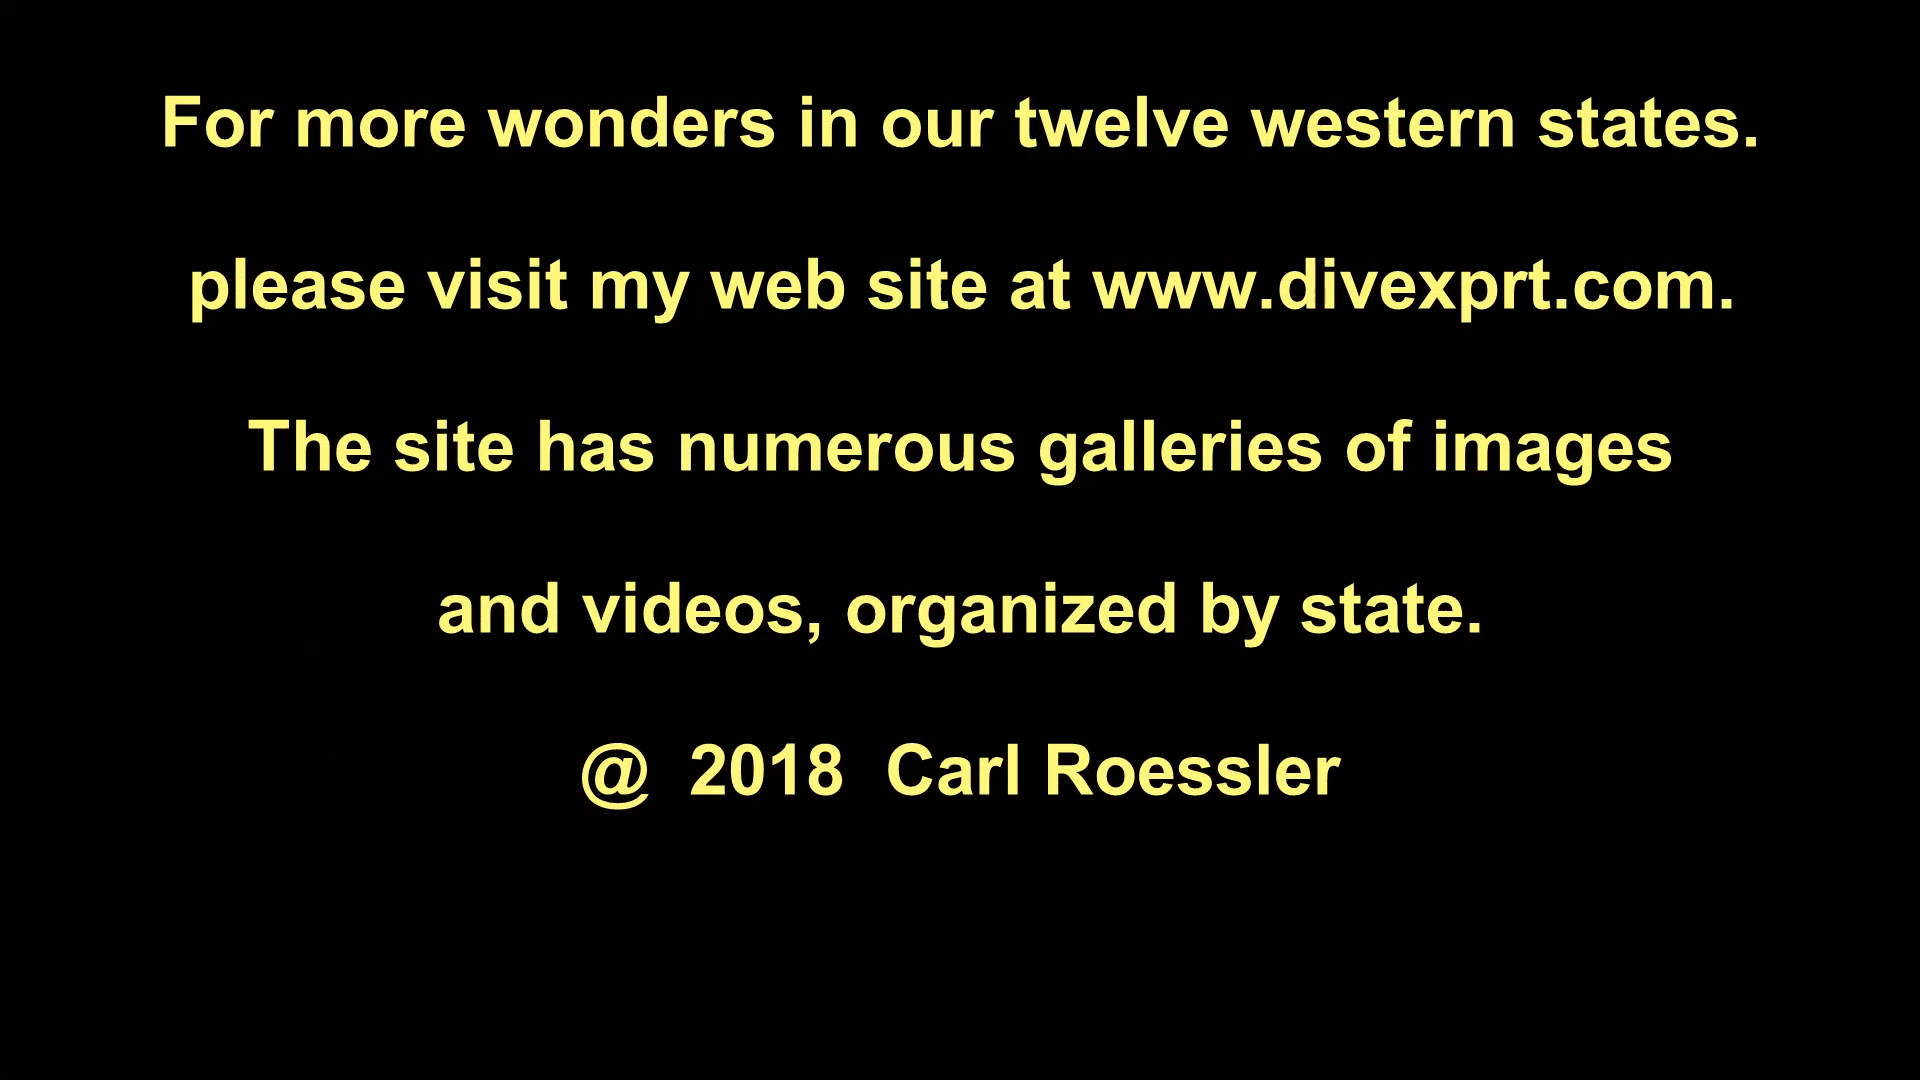 For more wonders in our twelve western states.
please visit my web site at www.divexprt.com.
The site has numerous galleries of images
and videos, organized by state.
@  2018  Carl Roessler